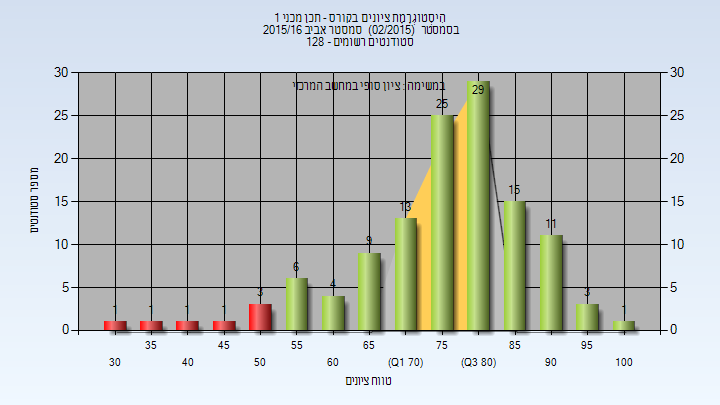 היסטוגרמת ציונים בקורס - תכן מכני 1
בסמסטר (02/2015) סמסטר אביב 2015/16
סטודנטים רשומים - 128
במשימה : ציון סופי במחשב המרכזי
30 30
25 25
20 20
15 15
10 10
5 5
0 0
1 1 1 1 3 6 4 9 13 25 29 15 11 3 1
מספר סטודנטים
35 45 55 65 75 85 95
30 40 50 60 (Q1 70) (Q3 80) 90 100
טווח ציונים